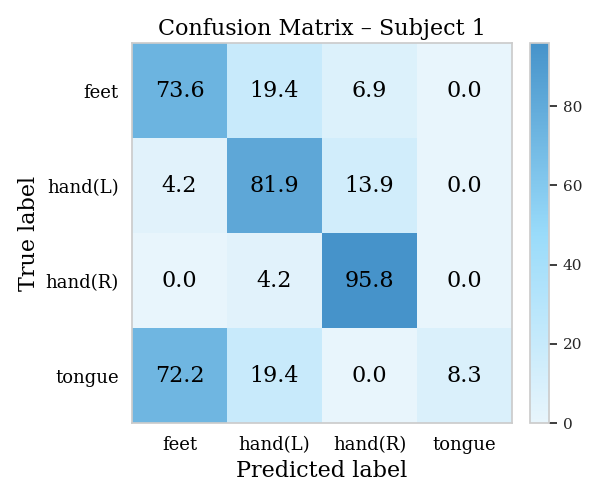 Confusion Matrix – Subject 1
True label
feet 73.6 19.4 6.9 0.0
hand(L) 4.2 81.9 13.9 0.0
hand(R) 0.0 4.2 95.8 0.0
tongue 72.2 19.4 0.0 8.3
feet hand(L) hand(R) tongue
Predicted label
80
60
40
20
0